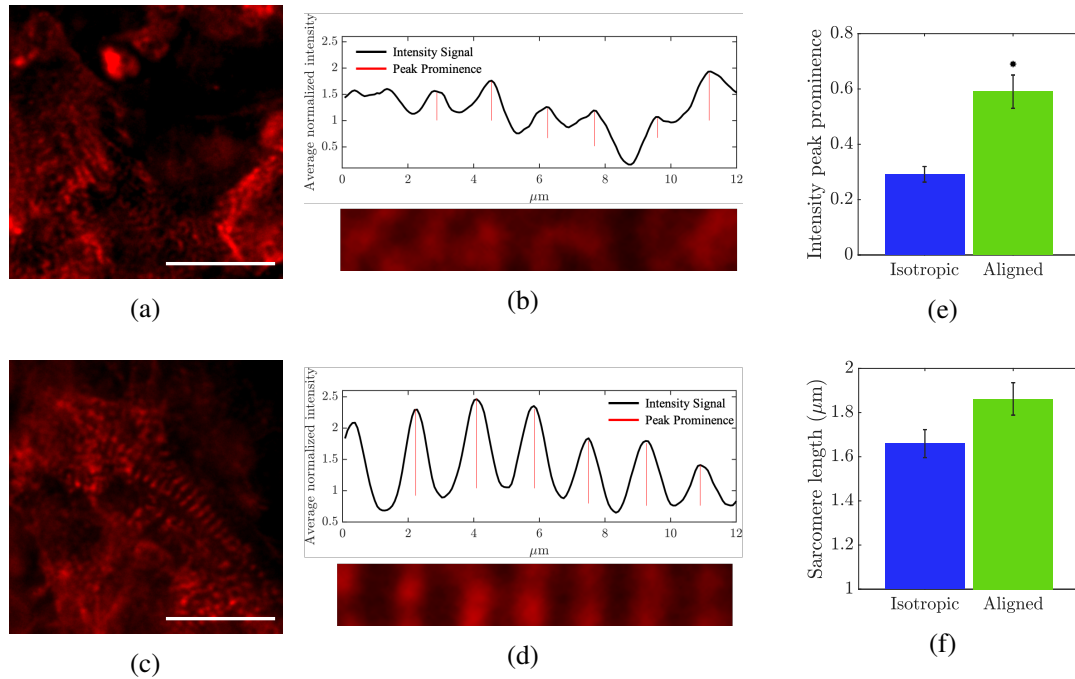 (a)
Average normalized intensity
2.5
2
1.5
1
0.5
Intensity Signal
Peak Prominence
0 2 4 6 8 10 12
μm
(b)
Intensity peak prominence
0.8
0.6
0.4
0.2
0
Isotropic Aligned
(e)
(c)
Average normalized intensity
2.5
2
1.5
1
0.5
Intensity Signal
Peak Prominence
0 2 4 6 8 10 12
μm
(d)
Sarcomere length (μm)
2
1.8
1.6
1.4
1.2
1
Isotropic Aligned
(f)